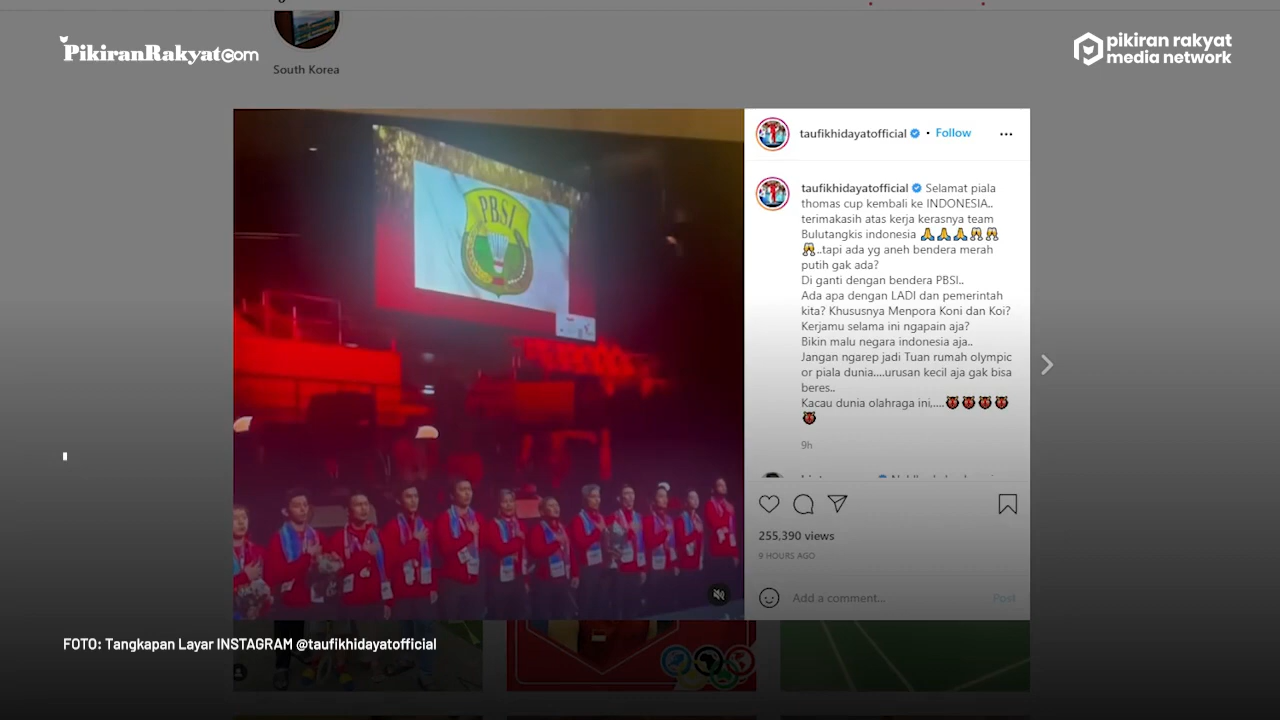 PikiranRakyatcom
pikiran rakyat
media network
South Korea
PBSI
taufikhidayatofficial • Follow
taufikhidayatofficial Selamat piala
thomas cup kembali ke INDONESIA..
terimakasih atas kerja kerasnya team
Bulutangkis indonesia 🙏🙏🙏🥂🥂
🥂..tapi ada yg aneh bendera merah
putih gak ada?
Di ganti dengan bendera PBSI..
Ada apa dengan LADI dan pemerintah
kita? Khususnya Menpora Koni dan Koi?
Kerjamu selama ini ngapain aja?
Bikin malu negara indonesia aja..
Jangan ngarep jadi Tuan rumah olympic
or piala dunia....urusan kecil aja gak bisa
beres..
Kacau dunia olahraga ini,....👹👹👹👹
👹
9h
255,390 views
9 HOURS AGO
Add a comment... Post
FOTO: Tangkapan Layar INSTAGRAM @taufikhidayatofficial